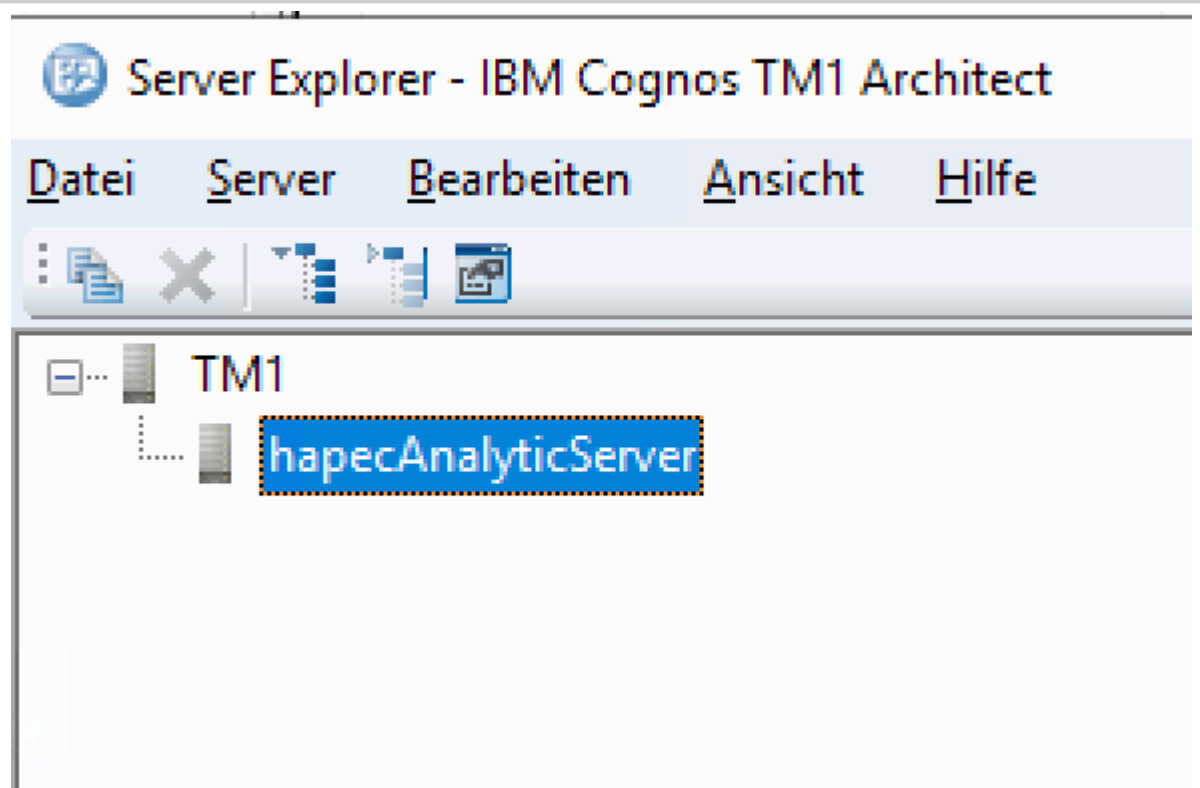 Server Explorer - IBM Cognos TM1 Architect
Datei Server Bearbeiten Ansicht Hilfe
TM1
hapecAnalyticServer